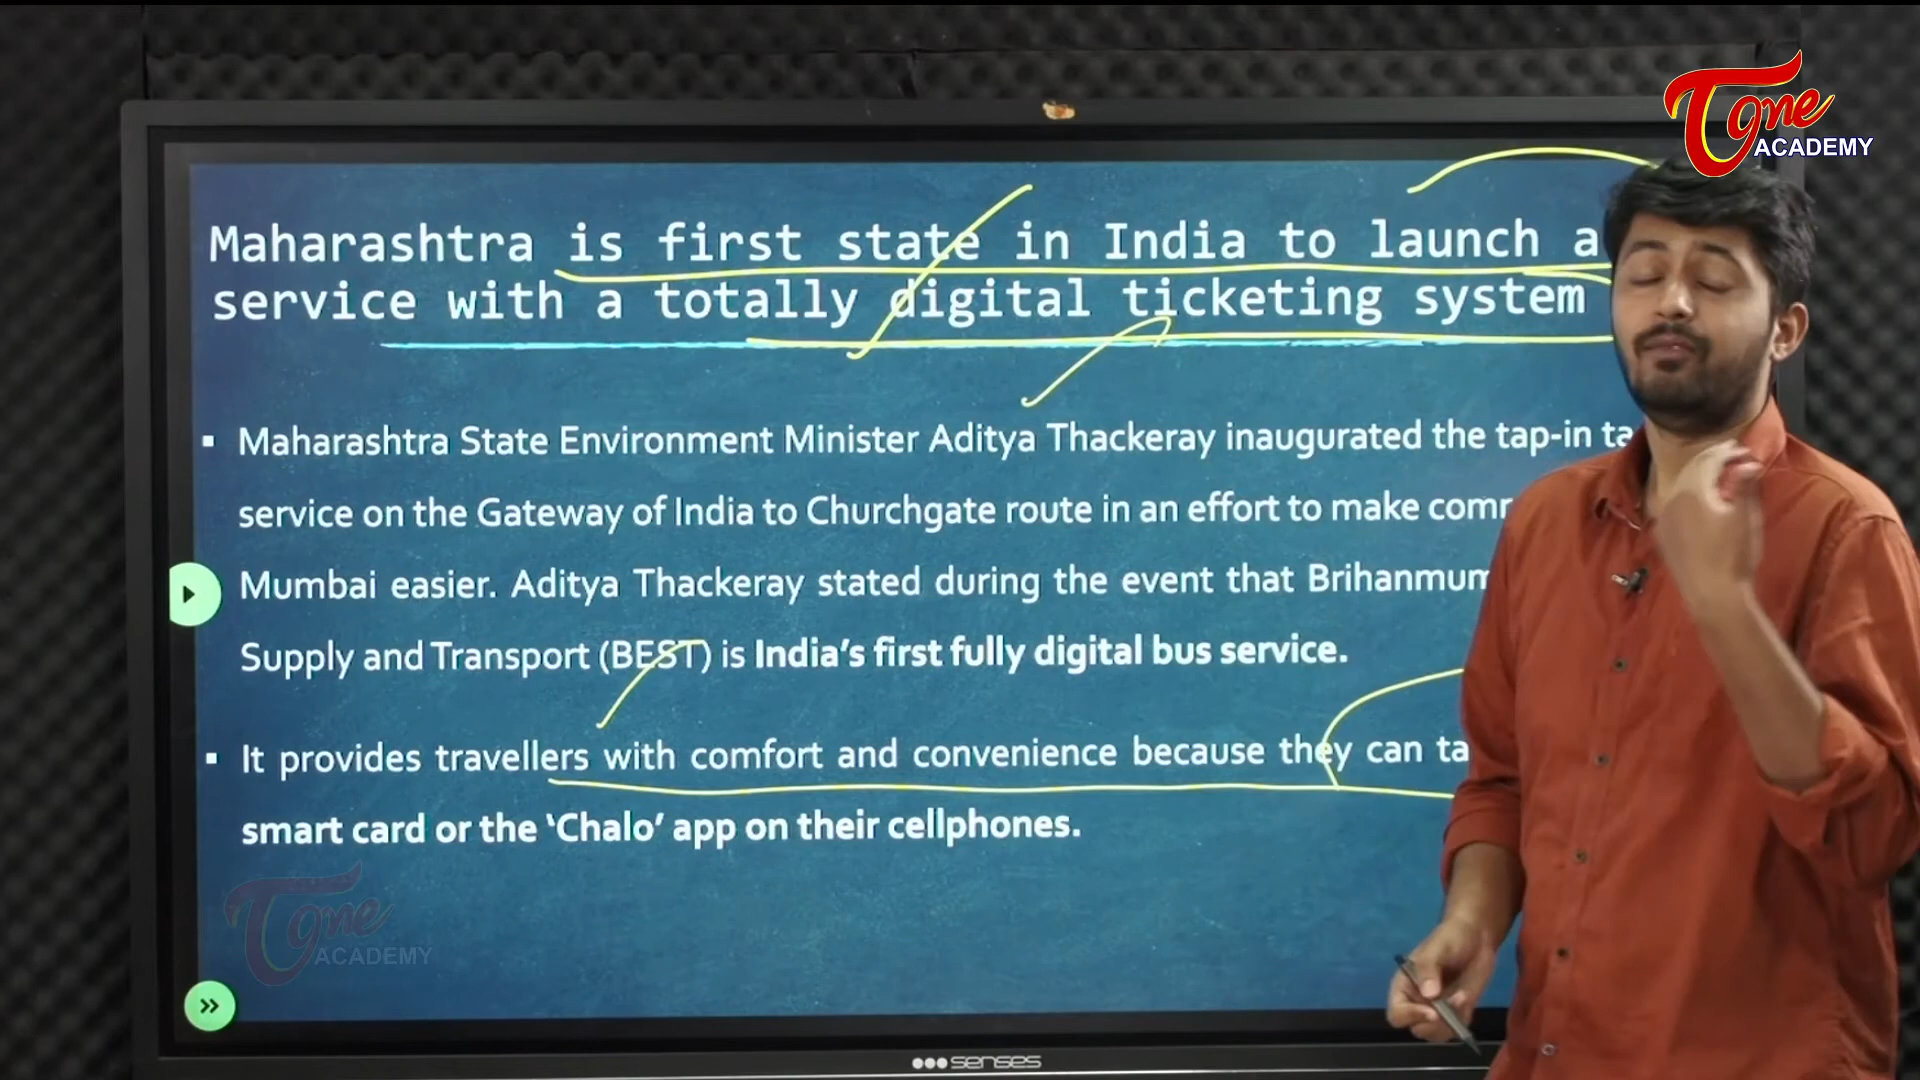 Tone
ACADEMY
Maharashtra is first state in India to launch a
service with a totally digital ticketing system
▪ Maharashtra State Environment Minister Aditya Thackeray inaugurated the tap-in
service on the Gateway of India to Churchgate route in an effort to make
Mumbai easier. Aditya Thackeray stated during the event that
Supply and Transport (BEST) is India's first fully digital bus service.
▪ It provides travellers with comfort and convenience because they can
smart card or the 'Chalo' app on their cellphones.
Tone
ACADEMY
senses